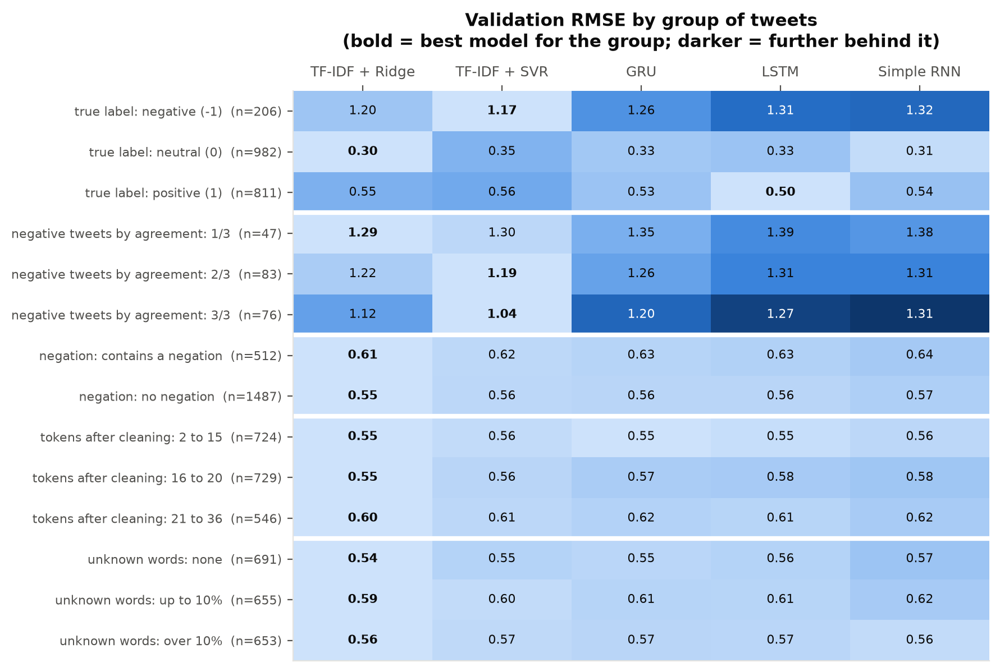 Validation RMSE by group of tweets
(bold = best model for the group; darker = further behind it)
TF-IDF + Ridge TF-IDF + SVR GRU LSTM Simple RNN
true label: negative (-1) (n=206) 1.20 1.17 1.26 1.31 1.32
true label: neutral (0) (n=982) 0.30 0.35 0.33 0.33 0.31
true label: positive (1) (n=811) 0.55 0.56 0.53 0.50 0.54
negative tweets by agreement: 1/3 (n=47) 1.29 1.30 1.35 1.39 1.38
negative tweets by agreement: 2/3 (n=83) 1.22 1.19 1.26 1.31 1.31
negative tweets by agreement: 3/3 (n=76) 1.12 1.04 1.20 1.27 1.31
negation: contains a negation (n=512) 0.61 0.62 0.63 0.63 0.64
negation: no negation (n=1487) 0.55 0.56 0.56 0.56 0.57
tokens after cleaning: 2 to 15 (n=724) 0.55 0.56 0.55 0.55 0.56
tokens after cleaning: 16 to 20 (n=729) 0.55 0.56 0.57 0.58 0.58
tokens after cleaning: 21 to 36 (n=546) 0.60 0.61 0.62 0.61 0.62
unknown words: none (n=691) 0.54 0.55 0.55 0.56 0.57
unknown words: up to 10% (n=655) 0.59 0.60 0.61 0.61 0.62
unknown words: over 10% (n=653) 0.56 0.57 0.57 0.57 0.56